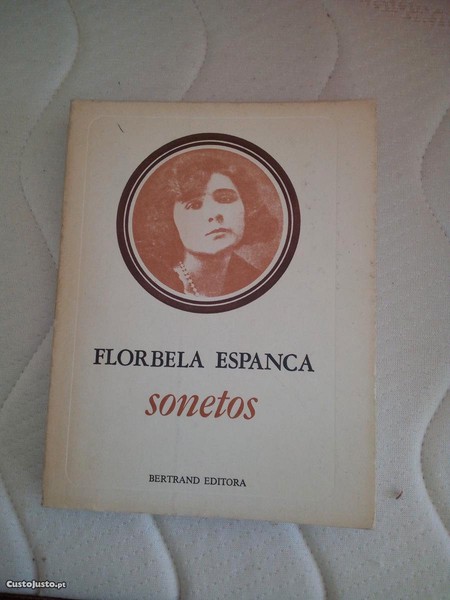 FLORBELA ESPANCA
sonetos
BERTRAND EDITORA
CustoJusto.pt